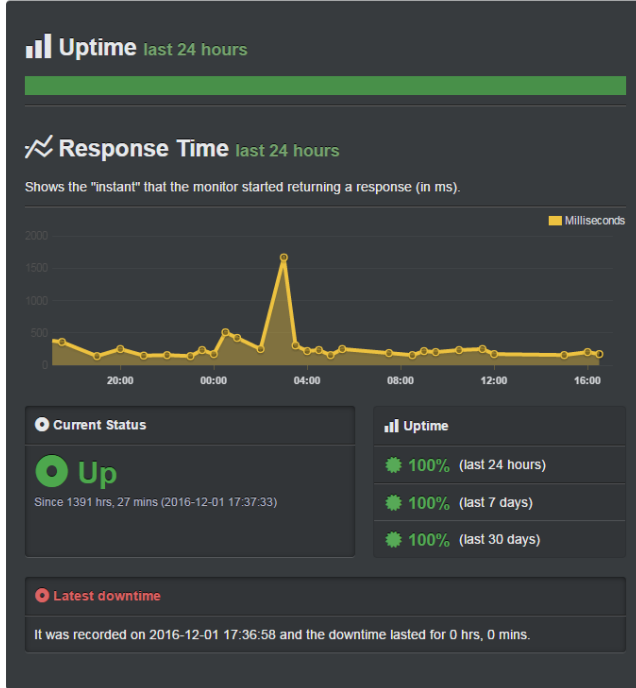 Uptime last 24 hours
Response Time last 24 hours
Shows the "instant" that the monitor started returning a response (in ms).
Milliseconds
2000
1500
1000
500
0
20:00 00:00 04:00 08:00 12:00 16:00
Current Status
Up
Since 1391 hrs, 27 mins (2016-12-01 17:37:33)
Uptime
100% (last 24 hours)
100% (last 7 days)
100% (last 30 days)
Latest downtime
It was recorded on 2016-12-01 17:36:58 and the downtime lasted for 0 hrs, 0 mins.